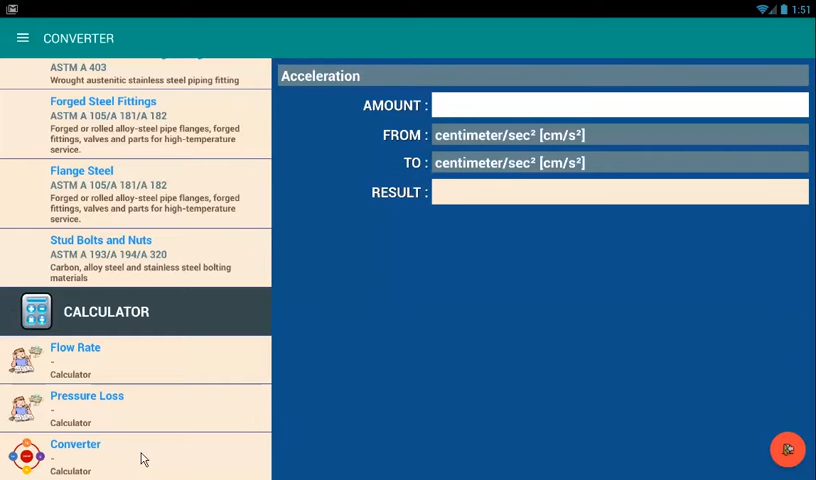 1:51
CONVERTER
ASTM A 403
Wrought austenitic stainless steel piping fitting
Forged Steel Fittings
ASTM A 105/A 181/A 182
Forged or rolled alloy-steel pipe flanges, forged
fittings, valves and parts for high-temperature
service.
Flange Steel
ASTM A 105/A 181/A 182
Forged or rolled alloy-steel pipe flanges, forged
fittings, valves and parts for high-temperature
service.
Stud Bolts and Nuts
ASTM A 193/A 194/A 320
Carbon, alloy steel and stainless steel bolting
materials
CALCULATOR
Flow Rate
-
Calculator
Pressure Loss
-
Calculator
Converter
-
Calculator
Acceleration
AMOUNT :
FROM : centimeter/sec² [cm/s²]
TO : centimeter/sec² [cm/s²]
RESULT :